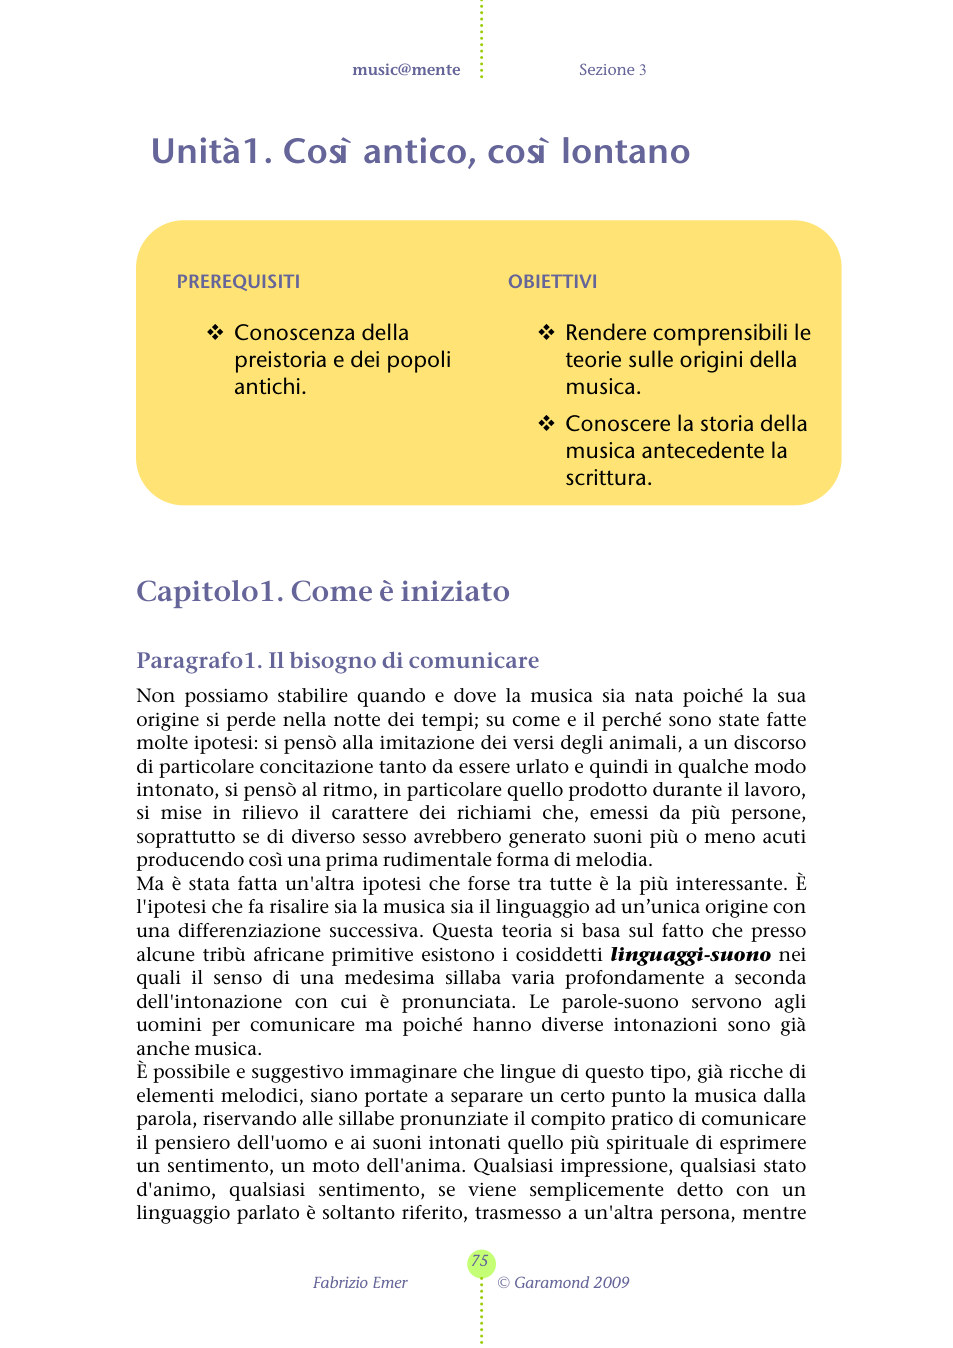 music@mente
Sezione 3
Unità1. Così antico, così lontano
PREREQUISITI
❖ Conoscenza della
preistoria e dei popoli
antichi.
OBIETTIVI
❖ Rendere comprensibili le
teorie sulle origini della
musica.
❖ Conoscere la storia della
musica antecedente la
scrittura.
Capitolo1. Come è iniziato
Paragrafo1. Il bisogno di comunicare
Non possiamo stabilire quando e dove la musica sia nata poiché la sua
origine si perde nella notte dei tempi; su come e il perché sono state fatte
molte ipotesi: si pensò alla imitazione dei versi degli animali, a un discorso
di particolare concitazione tanto da essere urlato e quindi in qualche modo
intonato, si pensò al ritmo, in particolare quello prodotto durante il lavoro,
si mise in rilievo il carattere dei richiami che, emessi da più persone,
soprattutto se di diverso sesso avrebbero generato suoni più o meno acuti
producendo così una prima rudimentale forma di melodia.
Ma è stata fatta un'altra ipotesi che forse tra tutte è la più interessante. È
l'ipotesi che fa risalire sia la musica sia il linguaggio ad un’unica origine con
una differenziazione successiva. Questa teoria si basa sul fatto che presso
alcune tribù africane primitive esistono i cosiddetti linguaggi-suono nei
quali il senso di una medesima sillaba varia profondamente a seconda
dell'intonazione con cui è pronunciata. Le parole-suono servono agli
uomini per comunicare ma poiché hanno diverse intonazioni sono già
anche musica.
È possibile e suggestivo immaginare che lingue di questo tipo, già ricche di
elementi melodici, siano portate a separare un certo punto la musica dalla
parola, riservando alle sillabe pronunziate il compito pratico di comunicare
il pensiero dell'uomo e ai suoni intonati quello più spirituale di esprimere
un sentimento, un moto dell'anima. Qualsiasi impressione, qualsiasi stato
d'animo, qualsiasi sentimento, se viene semplicemente detto con un
linguaggio parlato è soltanto riferito, trasmesso a un'altra persona, mentre
75
Fabrizio Emer
© Garamond 2009